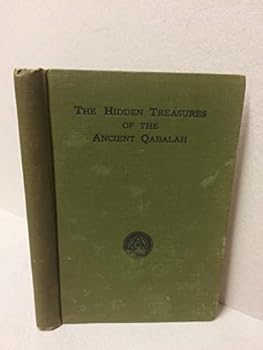 THE HIDDEN TREASURES
OF THE
ANCIENT QABALAH